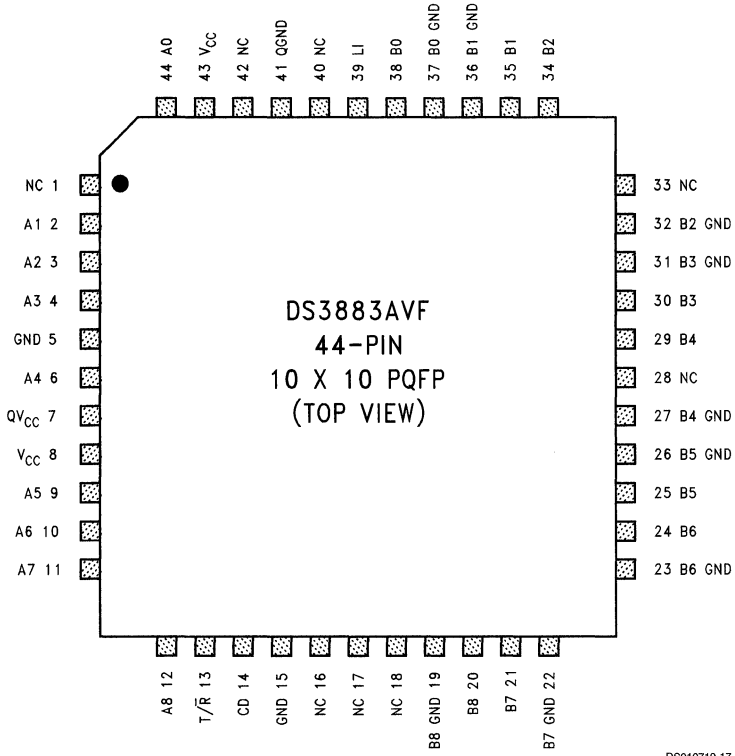 44 A0
43 VCC
42 NC
41 QGND
40 NC
39 LI
38 B0
37 B0 GND
36 B1 GND
35 B1
34 B2
NC 1
A1 2
A2 3
A3 4
GND 5
A4 6
QVCC 7
VCC 8
A5 9
A6 10
A7 11
DS3883AVF
44-PIN
10 X 10 PQFP
(TOP VIEW)
33 NC
32 B2 GND
31 B3 GND
30 B3
29 B4
28 NC
27 B4 GND
26 B5 GND
25 B5
24 B6
23 B6 GND
A8 12
T/R̅ 13
CD 14
GND 15
NC 16
NC 17
NC 18
B8 GND 19
B8 20
B7 21
B7 GND 22